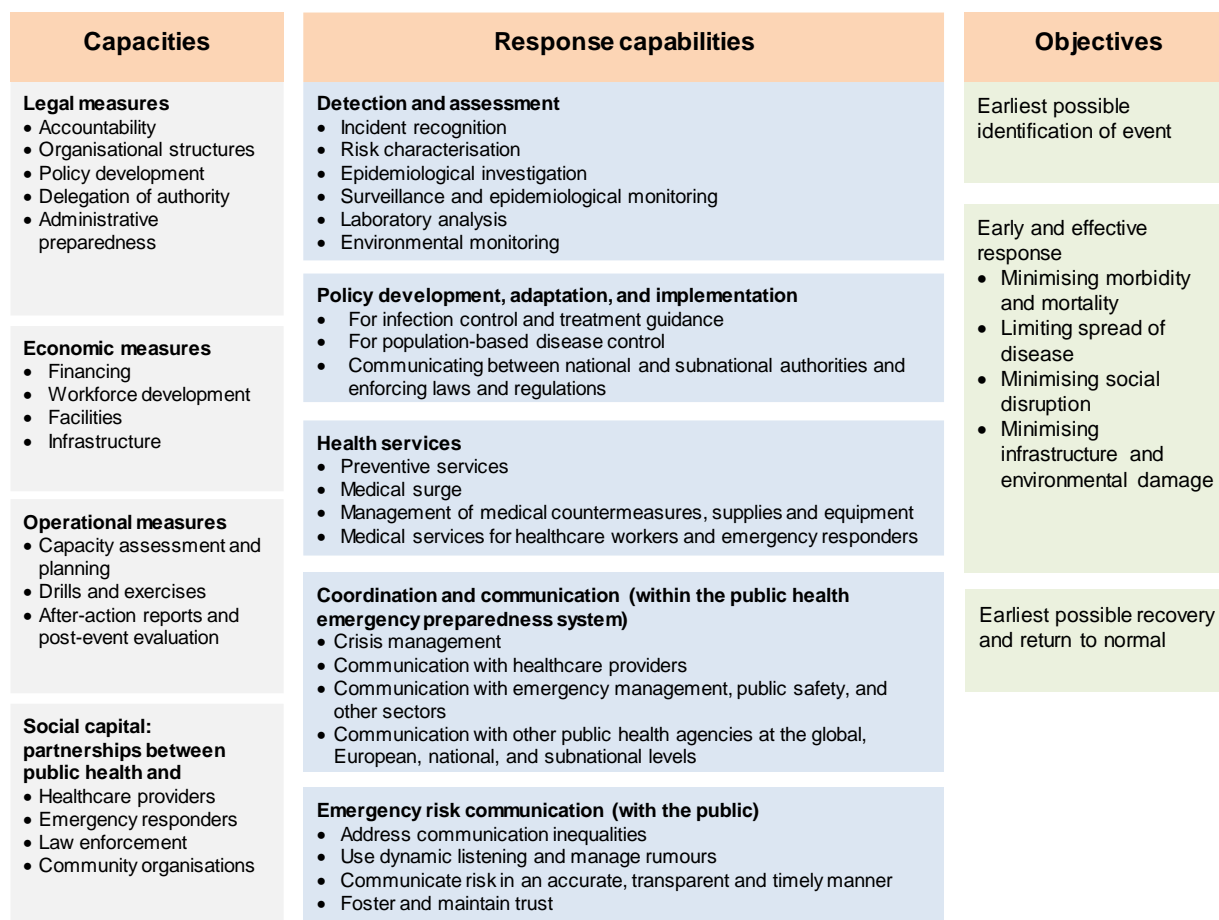 Capacities
Legal measures
• Accountability
• Organisational structures
• Policy development
• Delegation of authority
• Administrative
preparedness
Economic measures
• Financing
• Workforce development
• Facilities
• Infrastructure
Operational measures
• Capacity assessment and
planning
• Drills and exercises
• After-action reports and
post-event evaluation
Social capital:
partnerships between
public health and
• Healthcare providers
• Emergency responders
• Law enforcement
• Community organisations
Response capabilities
Detection and assessment
• Incident recognition
• Risk characterisation
• Epidemiological investigation
• Surveillance and epidemiological monitoring
• Laboratory analysis
• Environmental monitoring
Policy development, adaptation, and implementation
• For infection control and treatment guidance
• For population-based disease control
• Communicating between national and subnational authorities and
enforcing laws and regulations
Health services
• Preventive services
• Medical surge
• Management of medical countermeasures, supplies and equipment
• Medical services for healthcare workers and emergency responders
Coordination and communication (within the public health
emergency preparedness system)
• Crisis management
• Communication with healthcare providers
• Communication with emergency management, public safety, and
other sectors
• Communication with other public health agencies at the global,
European, national, and subnational levels
Emergency risk communication (with the public)
• Address communication inequalities
• Use dynamic listening and manage rumours
• Communicate risk in an accurate, transparent and timely manner
• Foster and maintain trust
Objectives
Earliest possible
identification of event
Early and effective
response
• Minimising morbidity
and mortality
• Limiting spread of
disease
• Minimising social
disruption
• Minimising
infrastructure and
environmental damage
Earliest possible recovery
and return to normal